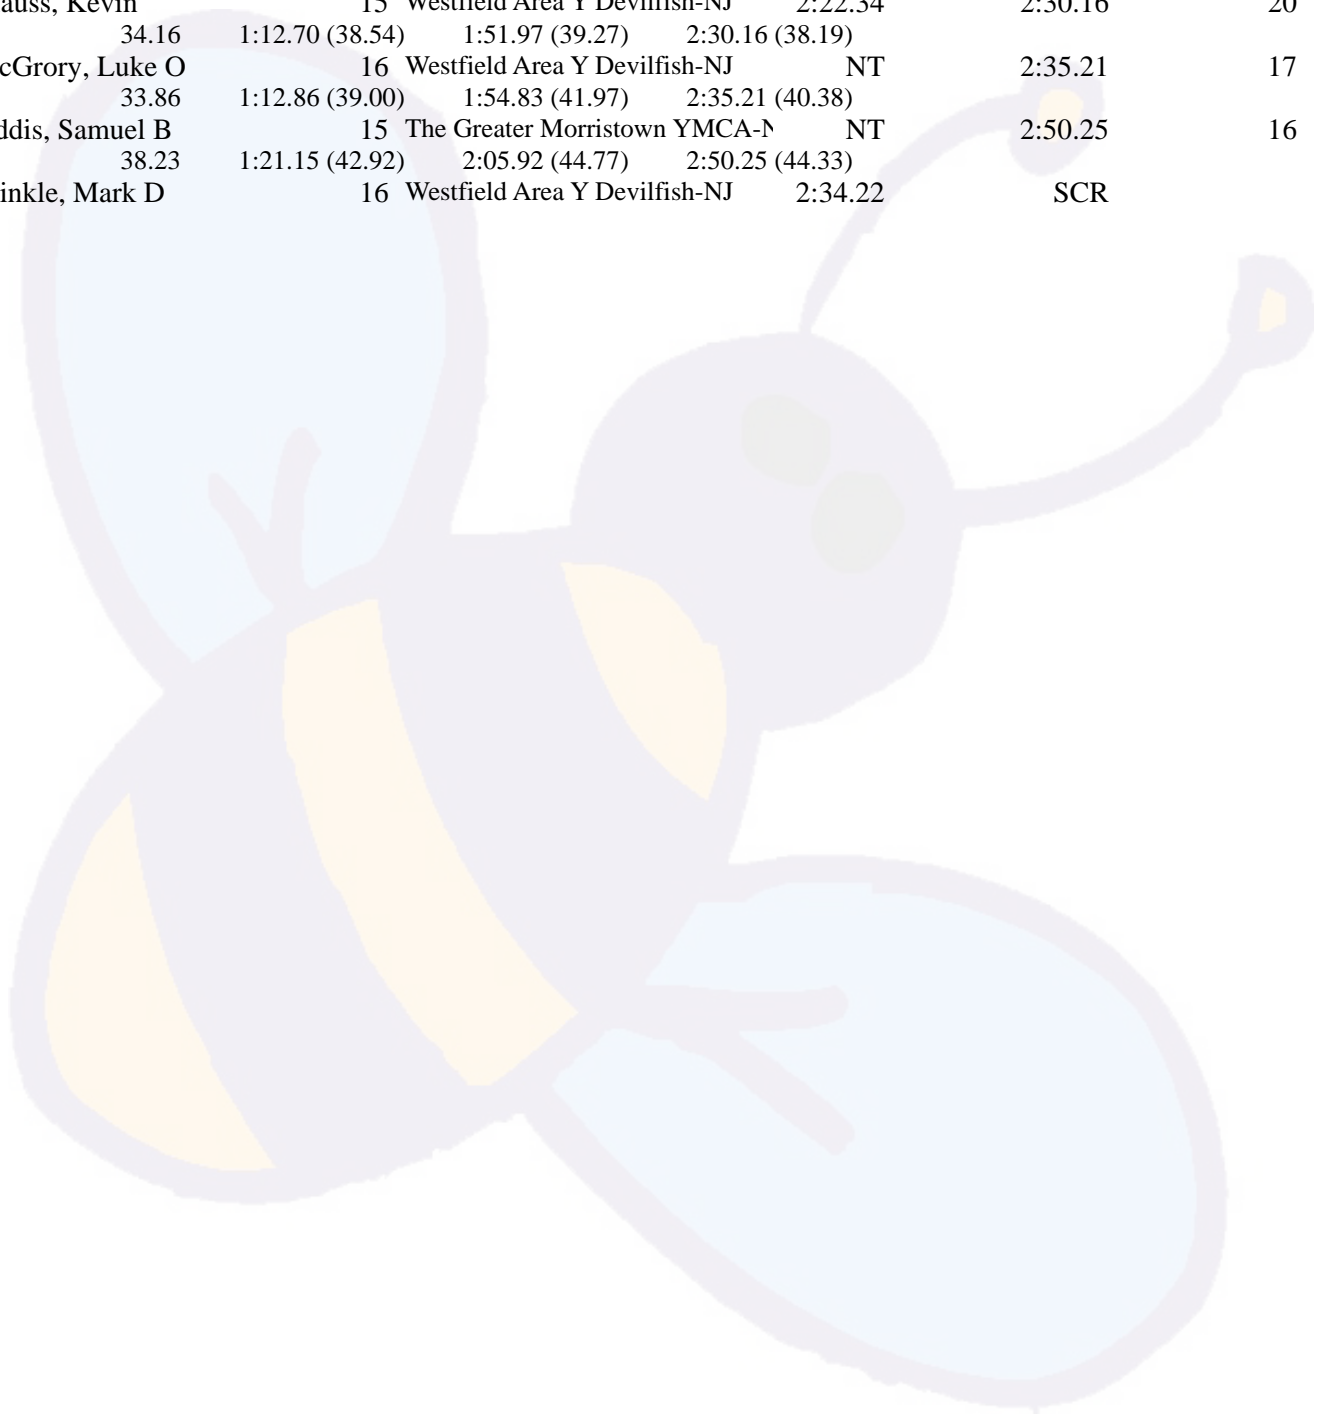 auss, Kevin 15 Westfield Area Y Devilfish-NJ 2:22.34 2:30.16 20
34.16 1:12.70 (38.54) 1:51.97 (39.27) 2:30.16 (38.19)
cGrory, Luke O 16 Westfield Area Y Devilfish-NJ NT 2:35.21 17
33.86 1:12.86 (39.00) 1:54.83 (41.97) 2:35.21 (40.38)
ddis, Samuel B 15 The Greater Morristown YMCA-N NT 2:50.25 16
38.23 1:21.15 (42.92) 2:05.92 (44.77) 2:50.25 (44.33)
inkle, Mark D 16 Westfield Area Y Devilfish-NJ 2:34.22 SCR